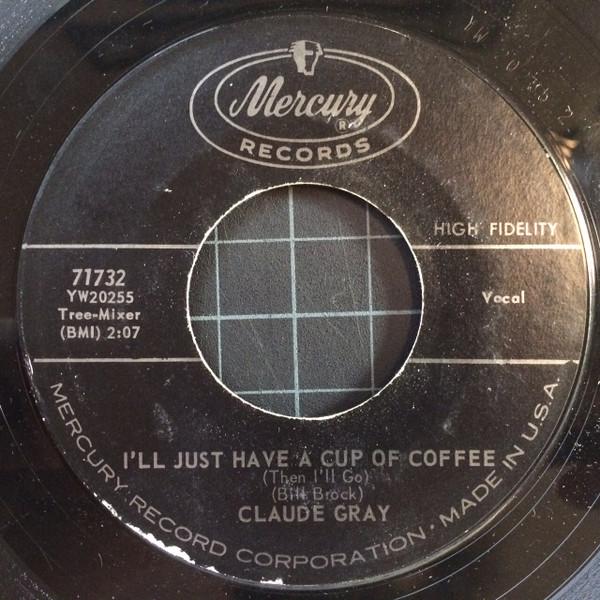 Mercury
R
RECORDS
HIGH FIDELITY
71732
YW20255
Tree-Mixer
(BMI) 2:07
Vocal
I'LL JUST HAVE A CUP OF COFFEE
(Then I'll Go)
(Bill Brock)
CLAUDE GRAY
MERCURY RECORD CORPORATION · MADE IN U.S.A.